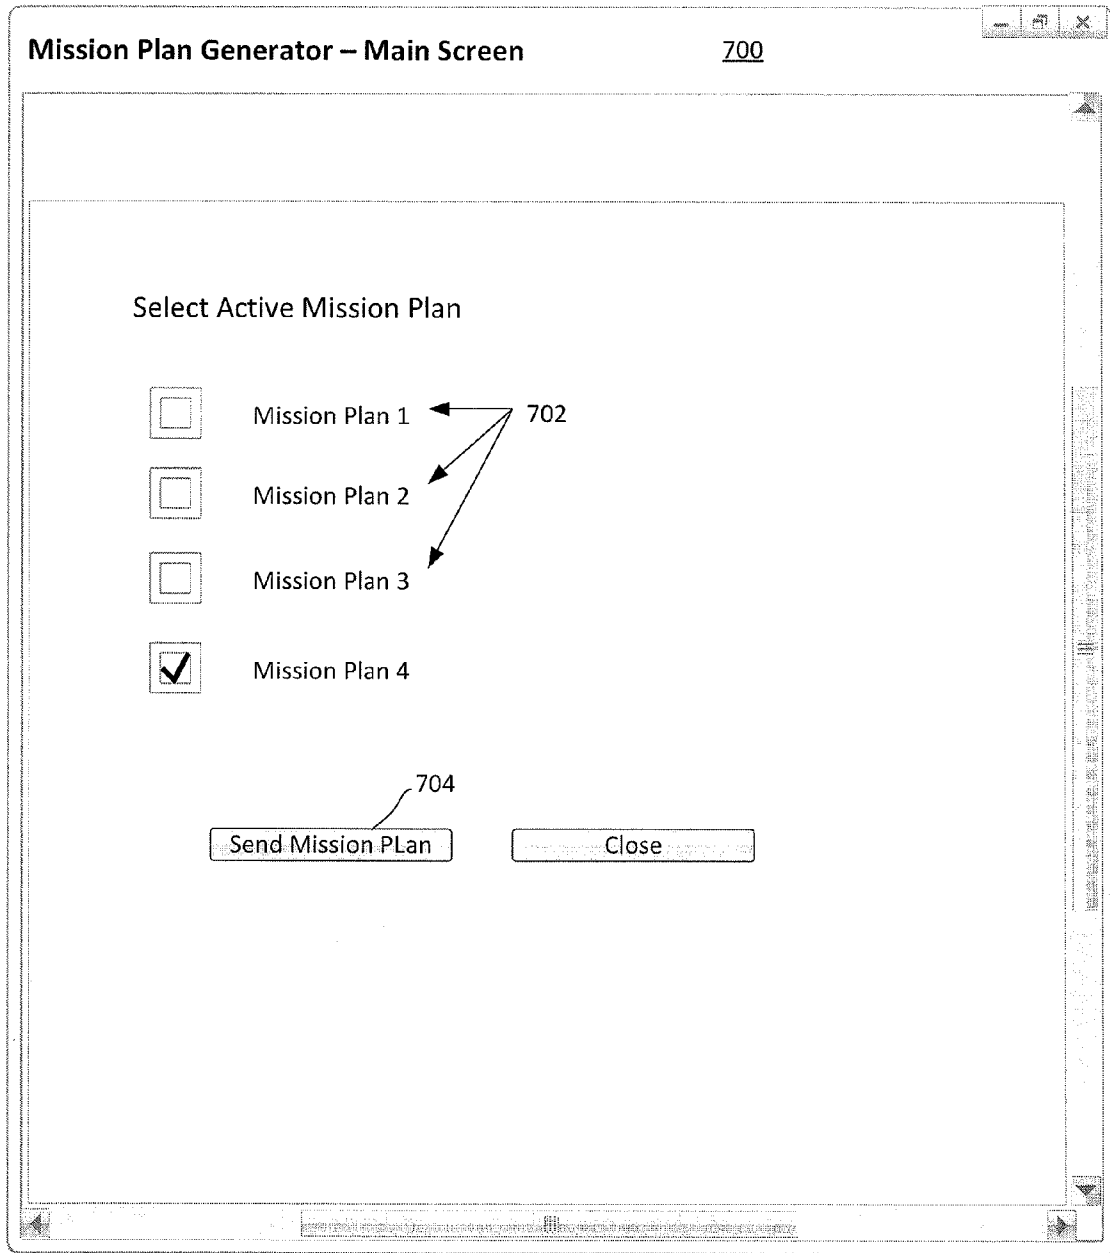 Mission Plan Generator – Main Screen 700
Select Active Mission Plan
Mission Plan 1 702
Mission Plan 2
Mission Plan 3
Mission Plan 4
704
Send Mission PLan Close